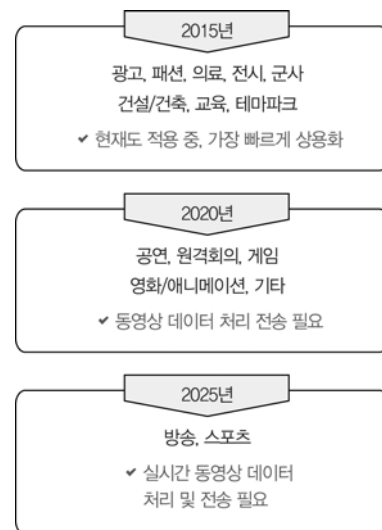 2015년
광고, 패션, 의료, 전시, 군사
건설/건축, 교육, 테마파크
✔ 현재도 적용 중, 가장 빠르게 상용화
2020년
공연, 원격회의, 게임
영화/애니메이션, 기타
✔ 동영상 데이터 처리 전송 필요
2025년
방송, 스포츠
✔ 실시간 동영상 데이터
처리 및 전송 필요